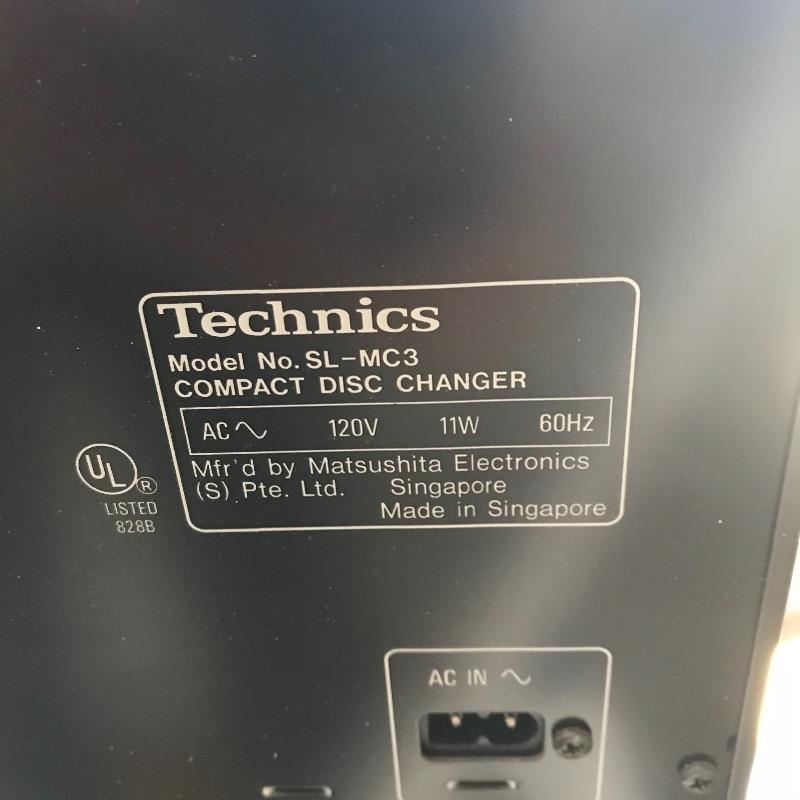 Technics
Model No. SL-MC3
COMPACT DISC CHANGER
AC 120V 11W 60Hz
Mfr'd by Matsushita Electronics
(S) Pte. Ltd. Singapore
Made in Singapore
UL ®
LISTED
828B
AC IN